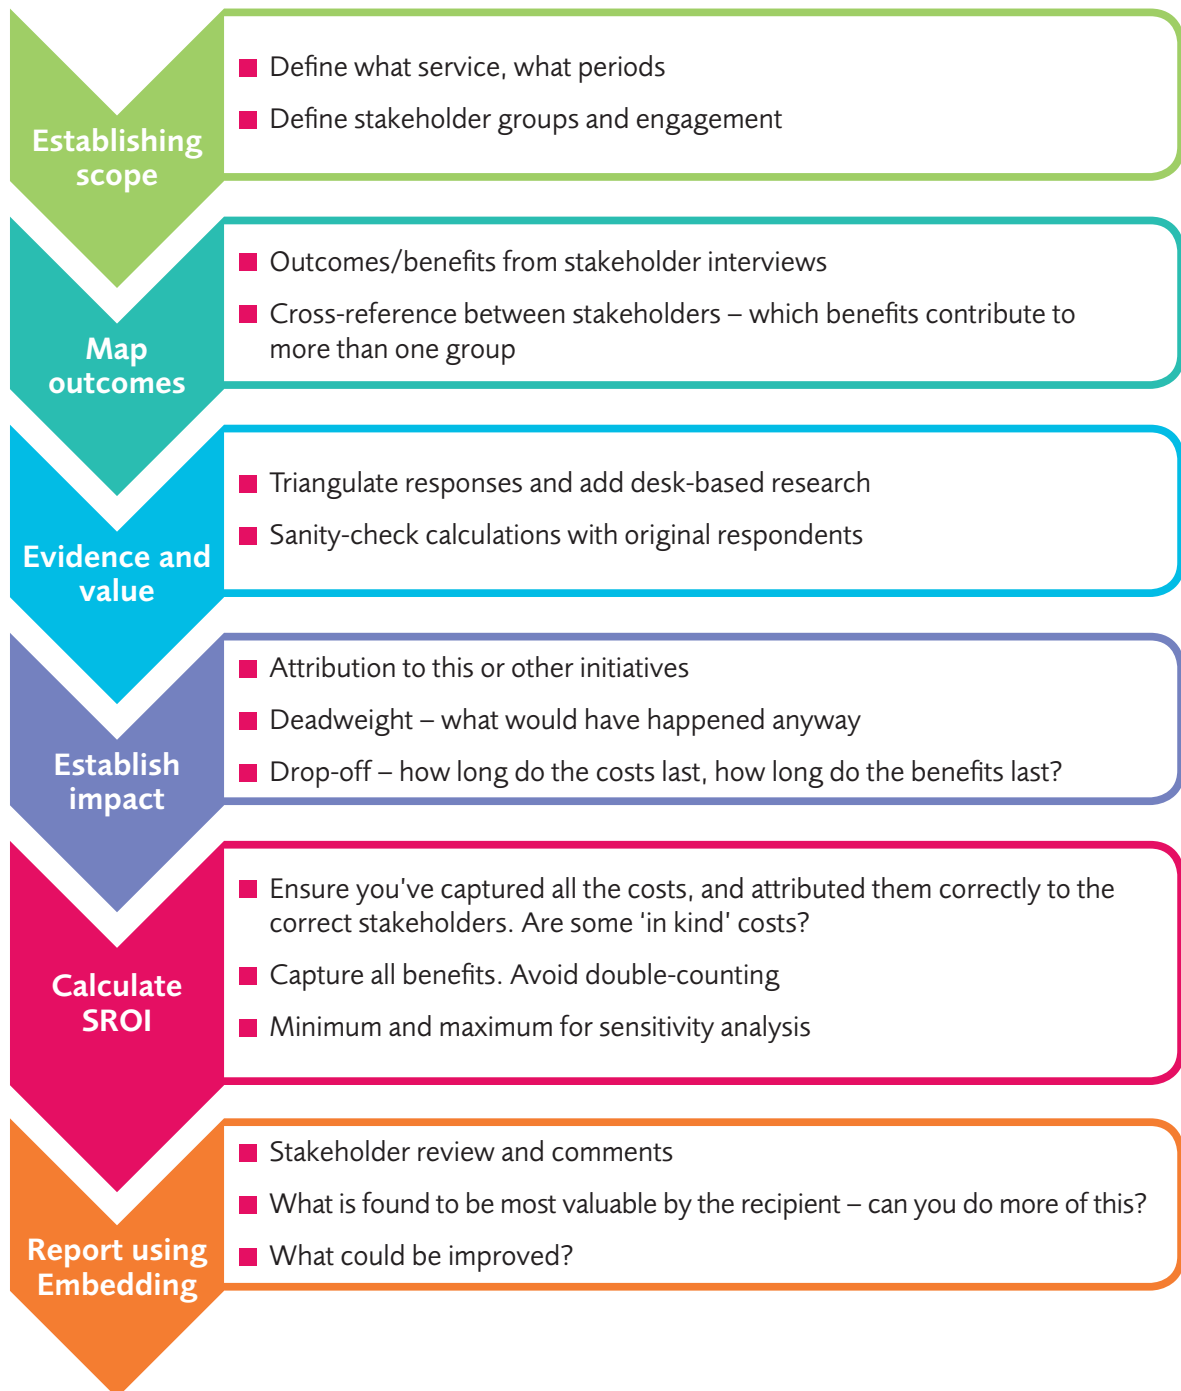 Establishing
scope
■ Define what service, what periods
■ Define stakeholder groups and engagement
Map
outcomes
■ Outcomes/benefits from stakeholder interviews
■ Cross-reference between stakeholders – which benefits contribute to
more than one group
Evidence and
value
■ Triangulate responses and add desk-based research
■ Sanity-check calculations with original respondents
Establish
impact
■ Attribution to this or other initiatives
■ Deadweight – what would have happened anyway
■ Drop-off – how long do the costs last, how long do the benefits last?
Calculate
SROI
■ Ensure you've captured all the costs, and attributed them correctly to the
correct stakeholders. Are some ‘in kind’ costs?
■ Capture all benefits. Avoid double-counting
■ Minimum and maximum for sensitivity analysis
Report using
Embedding
■ Stakeholder review and comments
■ What is found to be most valuable by the recipient – can you do more of this?
■ What could be improved?